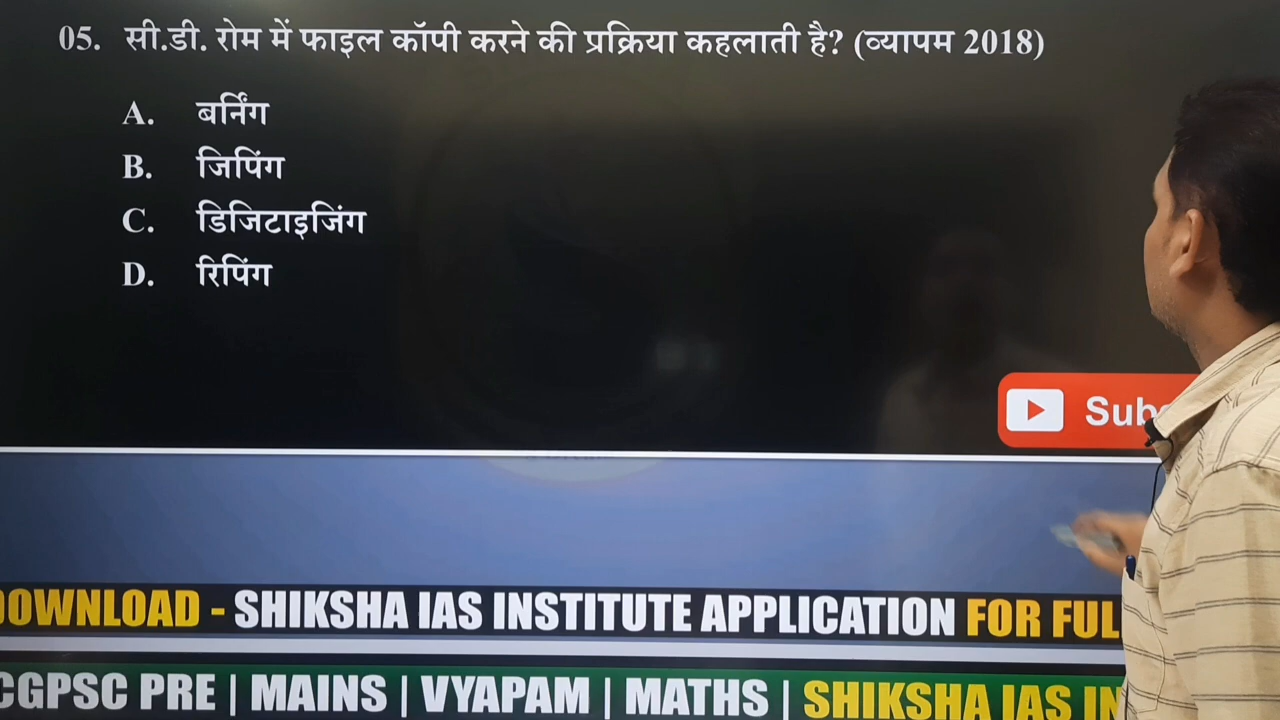 05. सी.डी. रोम में फाइल कॉपी करने की प्रक्रिया कहलाती है? (व्यापम 2018)
A. बर्निंग
B. जिपिंग
C. डिजिटाइजिंग
D. रिपिंग
Sub
DOWNLOAD - SHIKSHA IAS INSTITUTE APPLICATION FOR FUL
CGPSC PRE | MAINS | VYAPAM | MATHS | SHIKSHA IAS IN